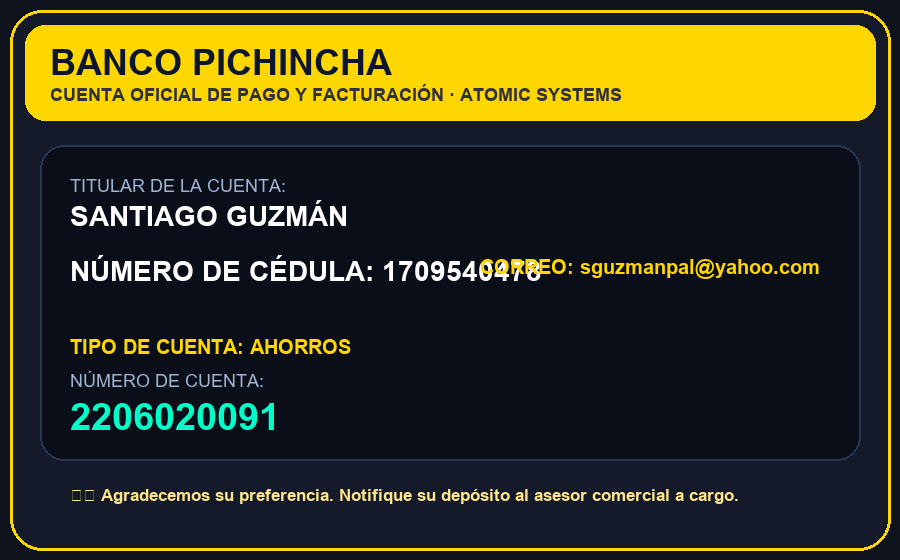 BANCO PICHINCHA
CUENTA OFICIAL DE PAGO Y FACTURACIÓN · ATOMIC SYSTEMS
TITULAR DE LA CUENTA:
SANTIAGO GUZMÁN
NÚMERO DE CÉDULA: 1709540478
CORREO: sguzmanpal@yahoo.com
TIPO DE CUENTA: AHORROS
NÚMERO DE CUENTA:
2206020091
Agradecemos su preferencia. Notifique su depósito al asesor comercial a cargo.